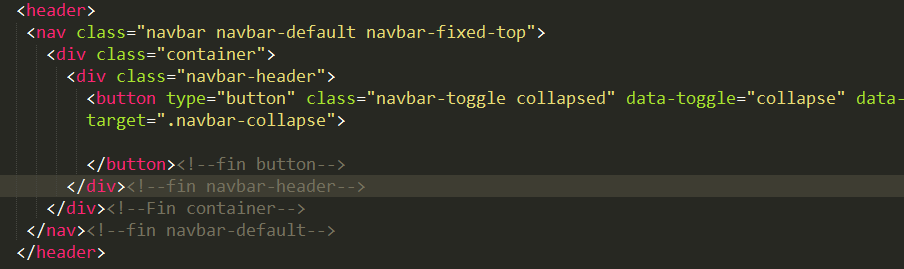 <header>
<nav class="navbar navbar-default navbar-fixed-top">
<div class="container">
<div class="navbar-header">
<button type="button" class="navbar-toggle collapsed" data-toggle="collapse" data-
target=".navbar-collapse">
</button><!--fin button-->
</div><!--fin navbar-header-->
</div><!--Fin container-->
</nav><!--fin navbar-default-->
</header>